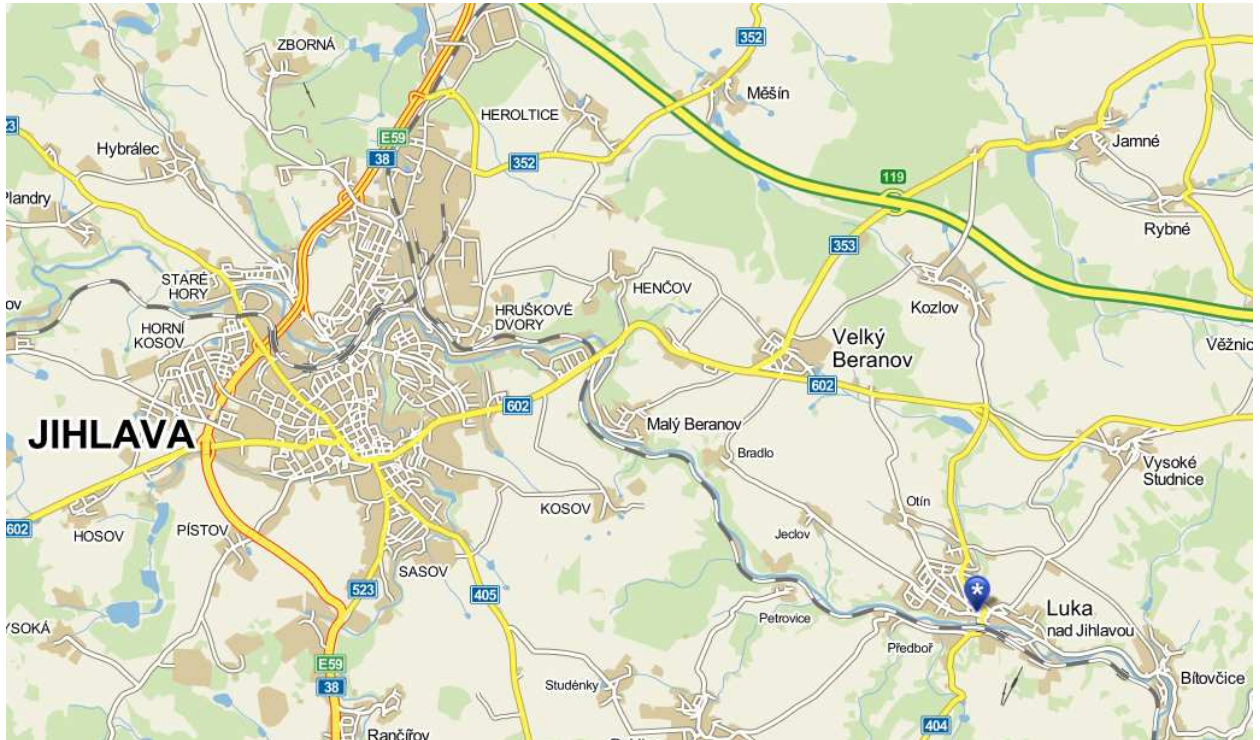 352
ZBORNÁ
Měšín
HEROLTICE
E59
38
23
Hybrálec
352
Jamné
119
Plandry
Rybné
353
STARÉ
HORY
HENČOV
Kozlov
HRUŠKOVÉ
DVORY
HORNÍ
KOSOV
Velký
Beranov
602
602
JIHLAVA
Malý Beranov
Bradlo
Vysoké
Studnice
Otín
KOSOV
602
HOSOV
PÍSTOV
Jeclov
SASOV
523
405
*
Luka
nad Jihlavou
Petrovice
Předboř
E59
38
Studénky
Bítovčice
404
Rančířov